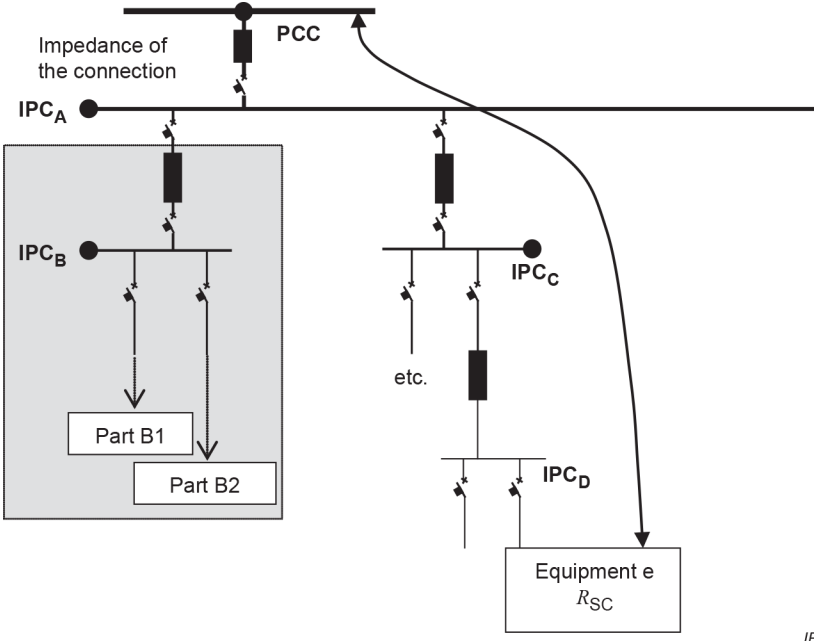 PCC
Impedance of
the connection
IPCA
IPCB
IPCC
etc.
Part B1
IPCD
Part B2
Equipment e
RSC